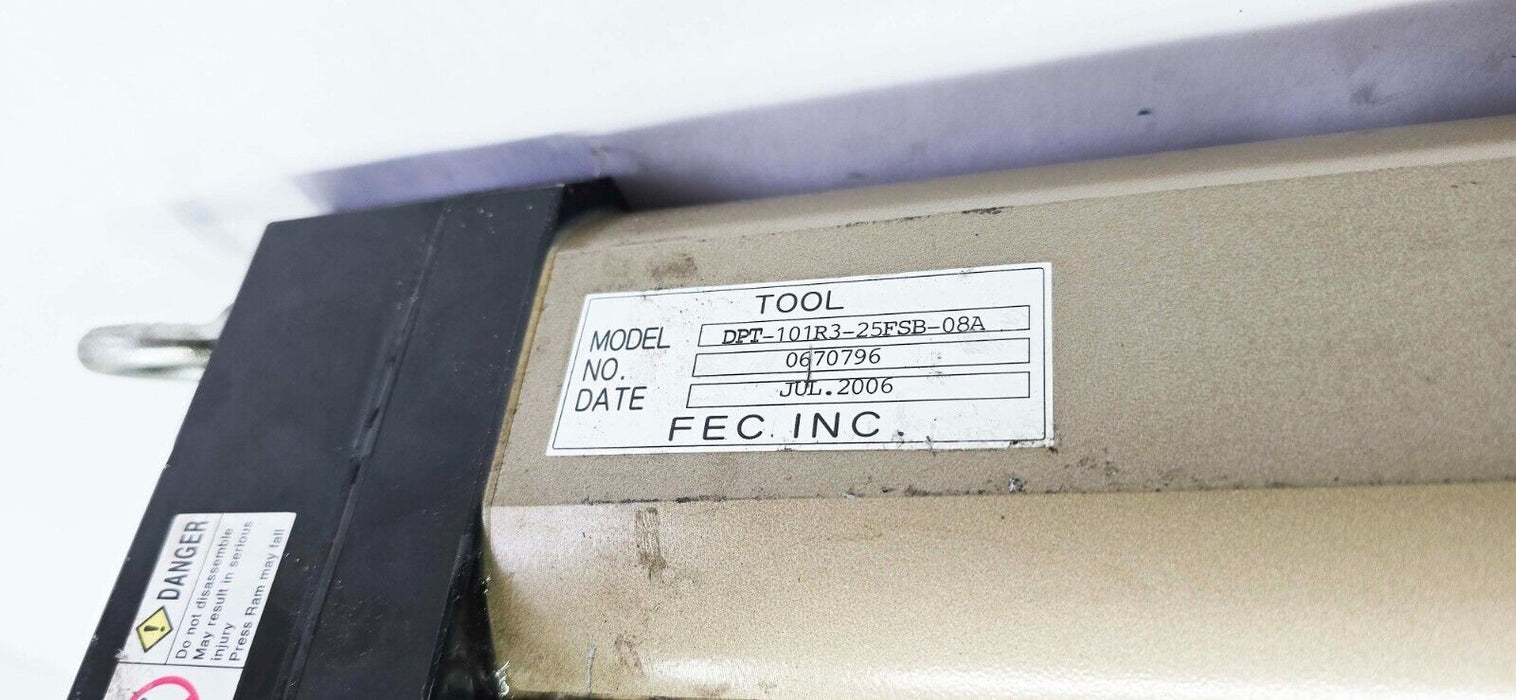 TOOL
MODEL DPT-101R3-25FSB-08A
NO. 0670796
DATE JUL.2006
FEC. INC.
DANGER
Do not disassemble
May result in serious
injury
Press Ram may fall